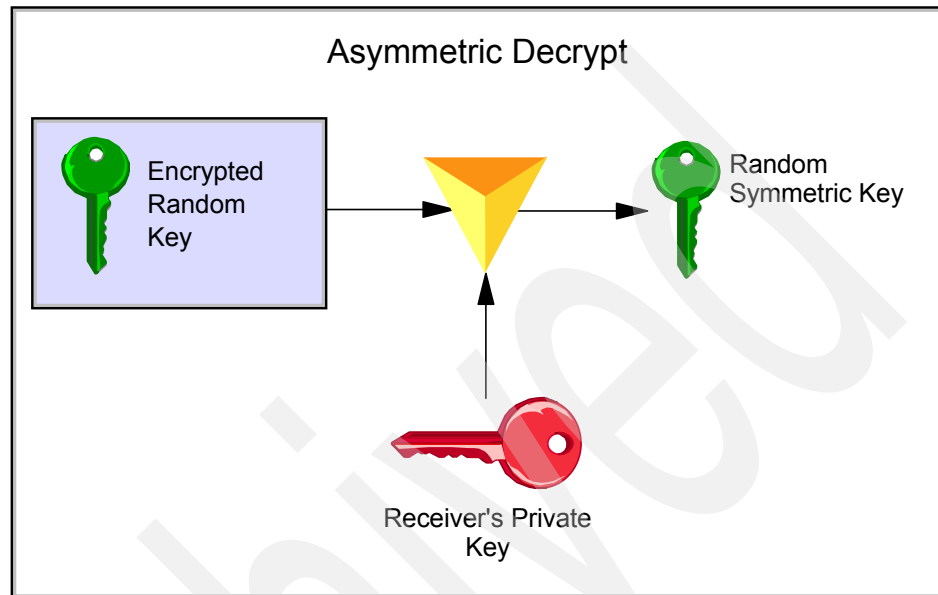 Asymmetric Decrypt
Encrypted
Random
Key
Random
Symmetric Key
Receiver's Private
Key